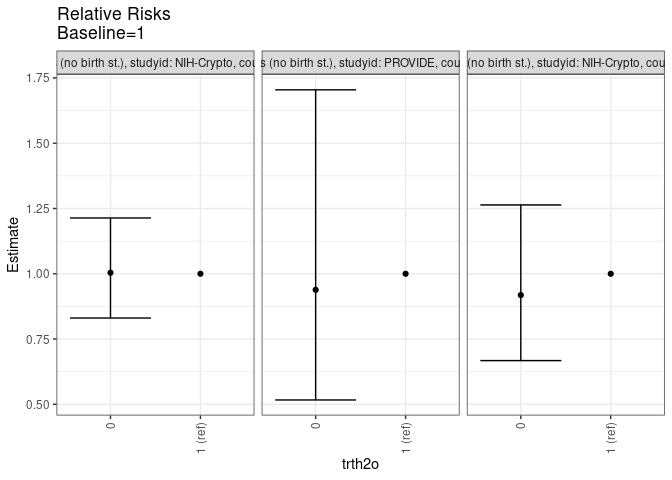 Relative Risks
Baseline=1
(no birth st.), studyid: NIH-Crypto, cou
s (no birth st.), studyid: PROVIDE, cou
(no birth st.), studyid: NIH-Crypto, cou
1.75
1.50
1.25
1.00
0.75
0.50
Estimate
0
1 (ref)
0
1 (ref)
0
1 (ref)
trth2o